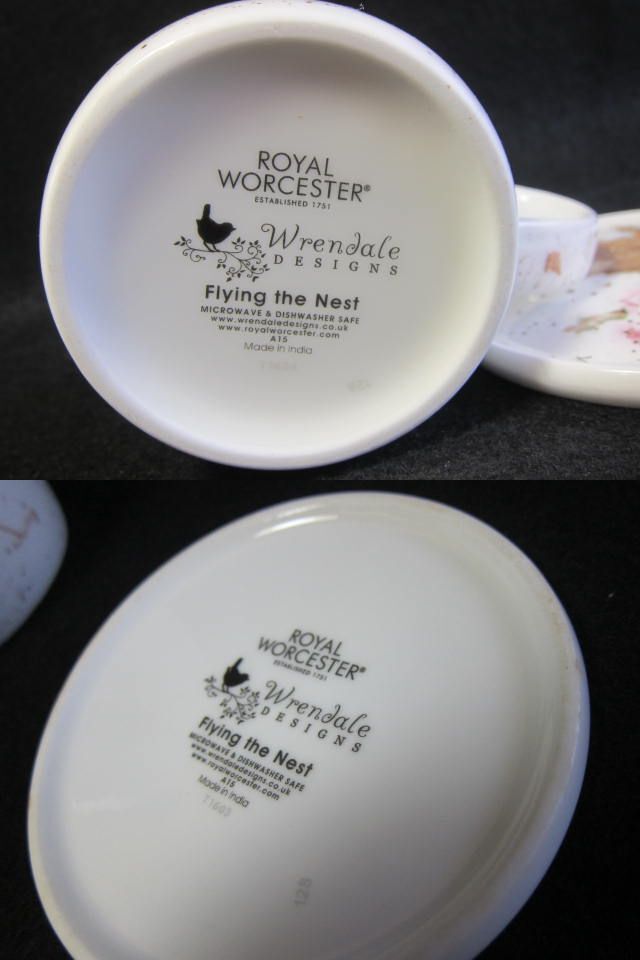 ROYAL
WORCESTER®
ESTABLISHED 1751
Wrendale
DESIGNS
Flying the Nest
MICROWAVE & DISHWASHER SAFE
www.wrendaledesigns.co.uk
www.royalworcester.com
A15
Made in India
ROYAL
WORCESTER®
ESTABLISHED 1751
Wrendale
DESIGNS
Flying the Nest
MICROWAVE & DISHWASHER SAFE
www.wrendaledesigns.co.uk
www.royalworcester.com
A15
Made in India
T1603
128